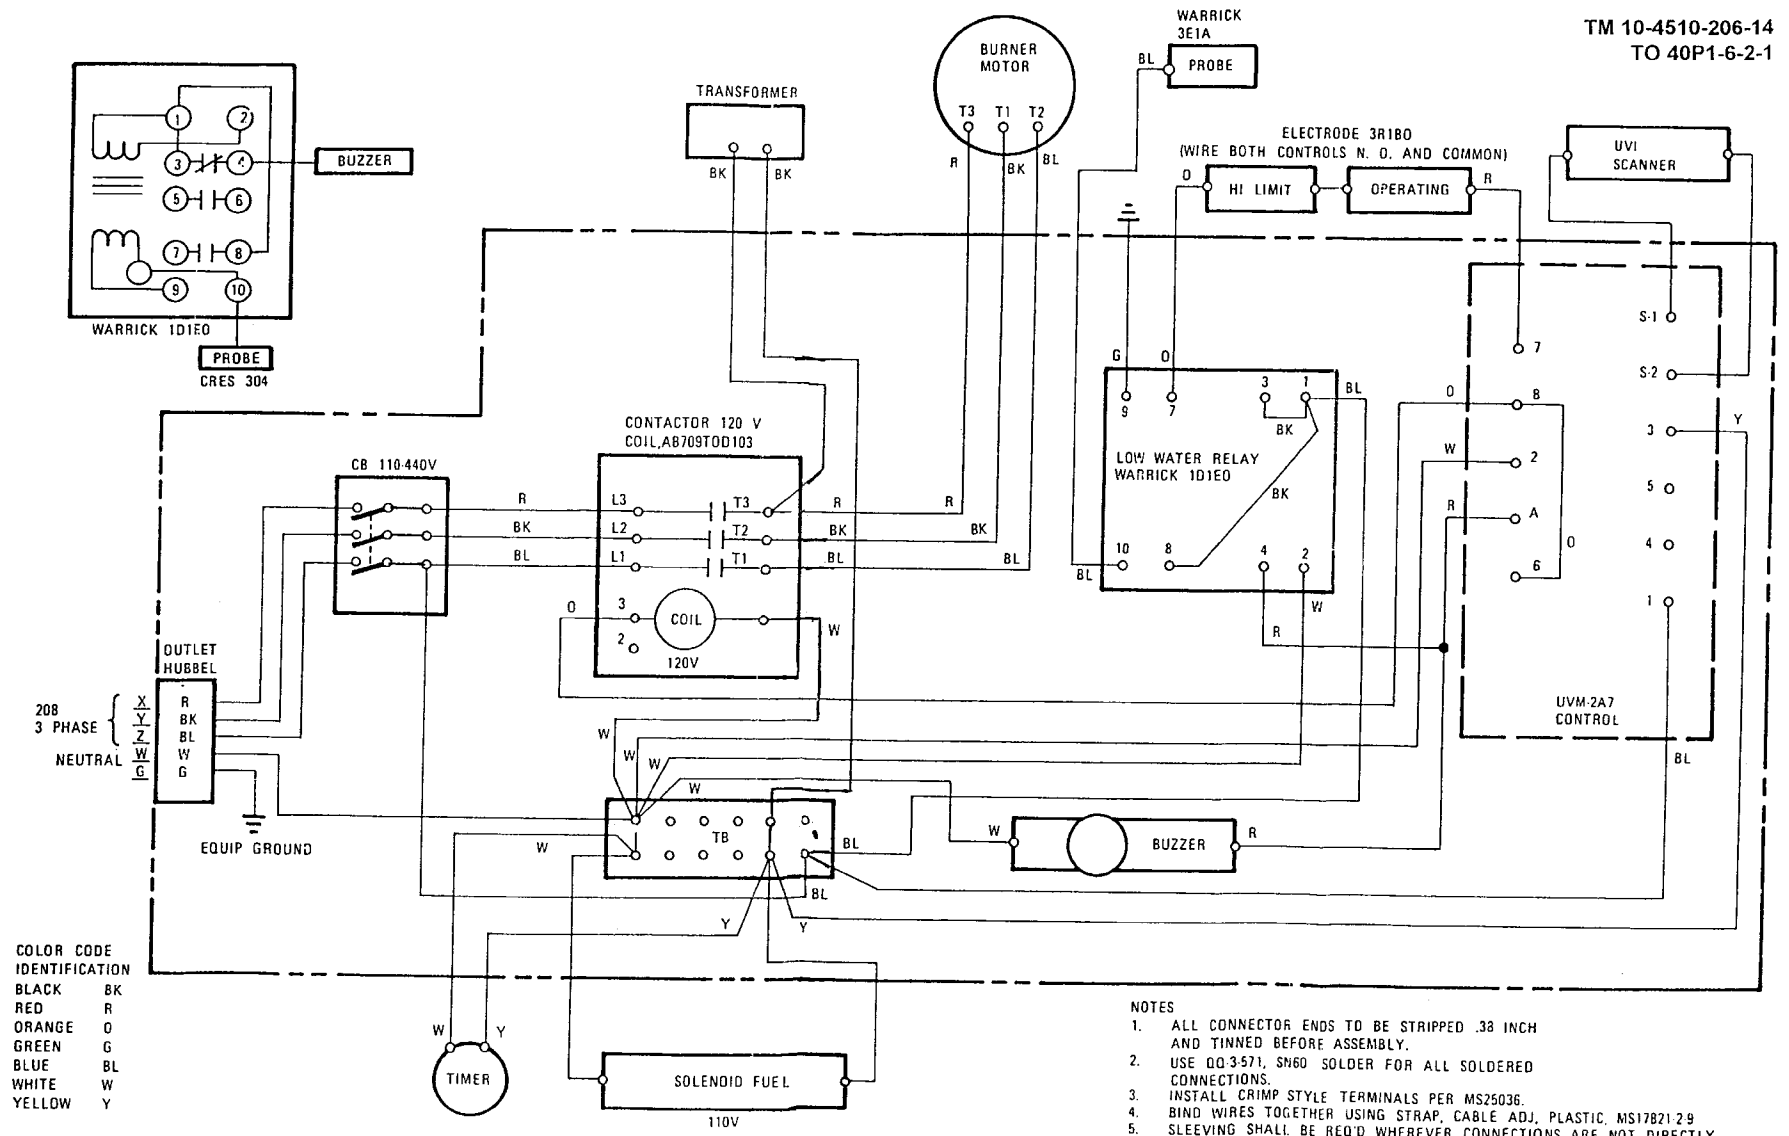 TM 10-4510-206-14
TO 40P1-6-2-1
WARRICK
3E1A
BL
PROBE
BURNER
MOTOR
T3
T1
T2
R
BK
BL
TRANSFORMER
BK
BK
1
2
3
4
BUZZER
5
6
7
8
9
10
WARRICK 1D1E0
PROBE
CRES 304
ELECTRODE 3R1B0
(WIRE BOTH CONTROLS N. O. AND COMMON)
O
HI LIMIT
OPERATING
R
UVI
SCANNER
S-1
7
S-2
O
8
3
Y
W
2
5
R
A
4
O
6
1
UVM-2A7
CONTROL
BL
G
O
9
7
3
1
BL
BK
LOW WATER RELAY
WARRICK 1D1E0
BK
10
8
4
2
BL
W
R
CONTACTOR 120 V
COIL,AB709TOD103
CB 110-440V
R
L3
T3
R
R
BK
L2
T2
BK
BK
BL
L1
T1
BL
BL
O
3
COIL
W
2
120V
OUTLET
HUBBEL
208
3 PHASE
NEUTRAL
X
R
Y
BK
Z
BL
W
W
G
G
EQUIP GROUND
W
W
W
W
TB
W
BL
BL
W
BUZZER
R
Y
Y
COLOR CODE
IDENTIFICATION
BLACK BK
RED R
ORANGE O
GREEN G
BLUE BL
WHITE W
YELLOW Y
W
Y
TIMER
SOLENOID FUEL
110V
NOTES
1. ALL CONNECTOR ENDS TO BE STRIPPED .38 INCH
AND TINNED BEFORE ASSEMBLY.
2. USE QQ-3-571, SN60 SOLDER FOR ALL SOLDERED
CONNECTIONS.
3. INSTALL CRIMP STYLE TERMINALS PER MS25036.
4. BIND WIRES TOGETHER USING STRAP, CABLE ADJ, PLASTIC, MS17821-2-9
5. SLEEVING SHALL BE REQ'D WHEREVER CONNECTIONS ARE NOT DIRECTLY